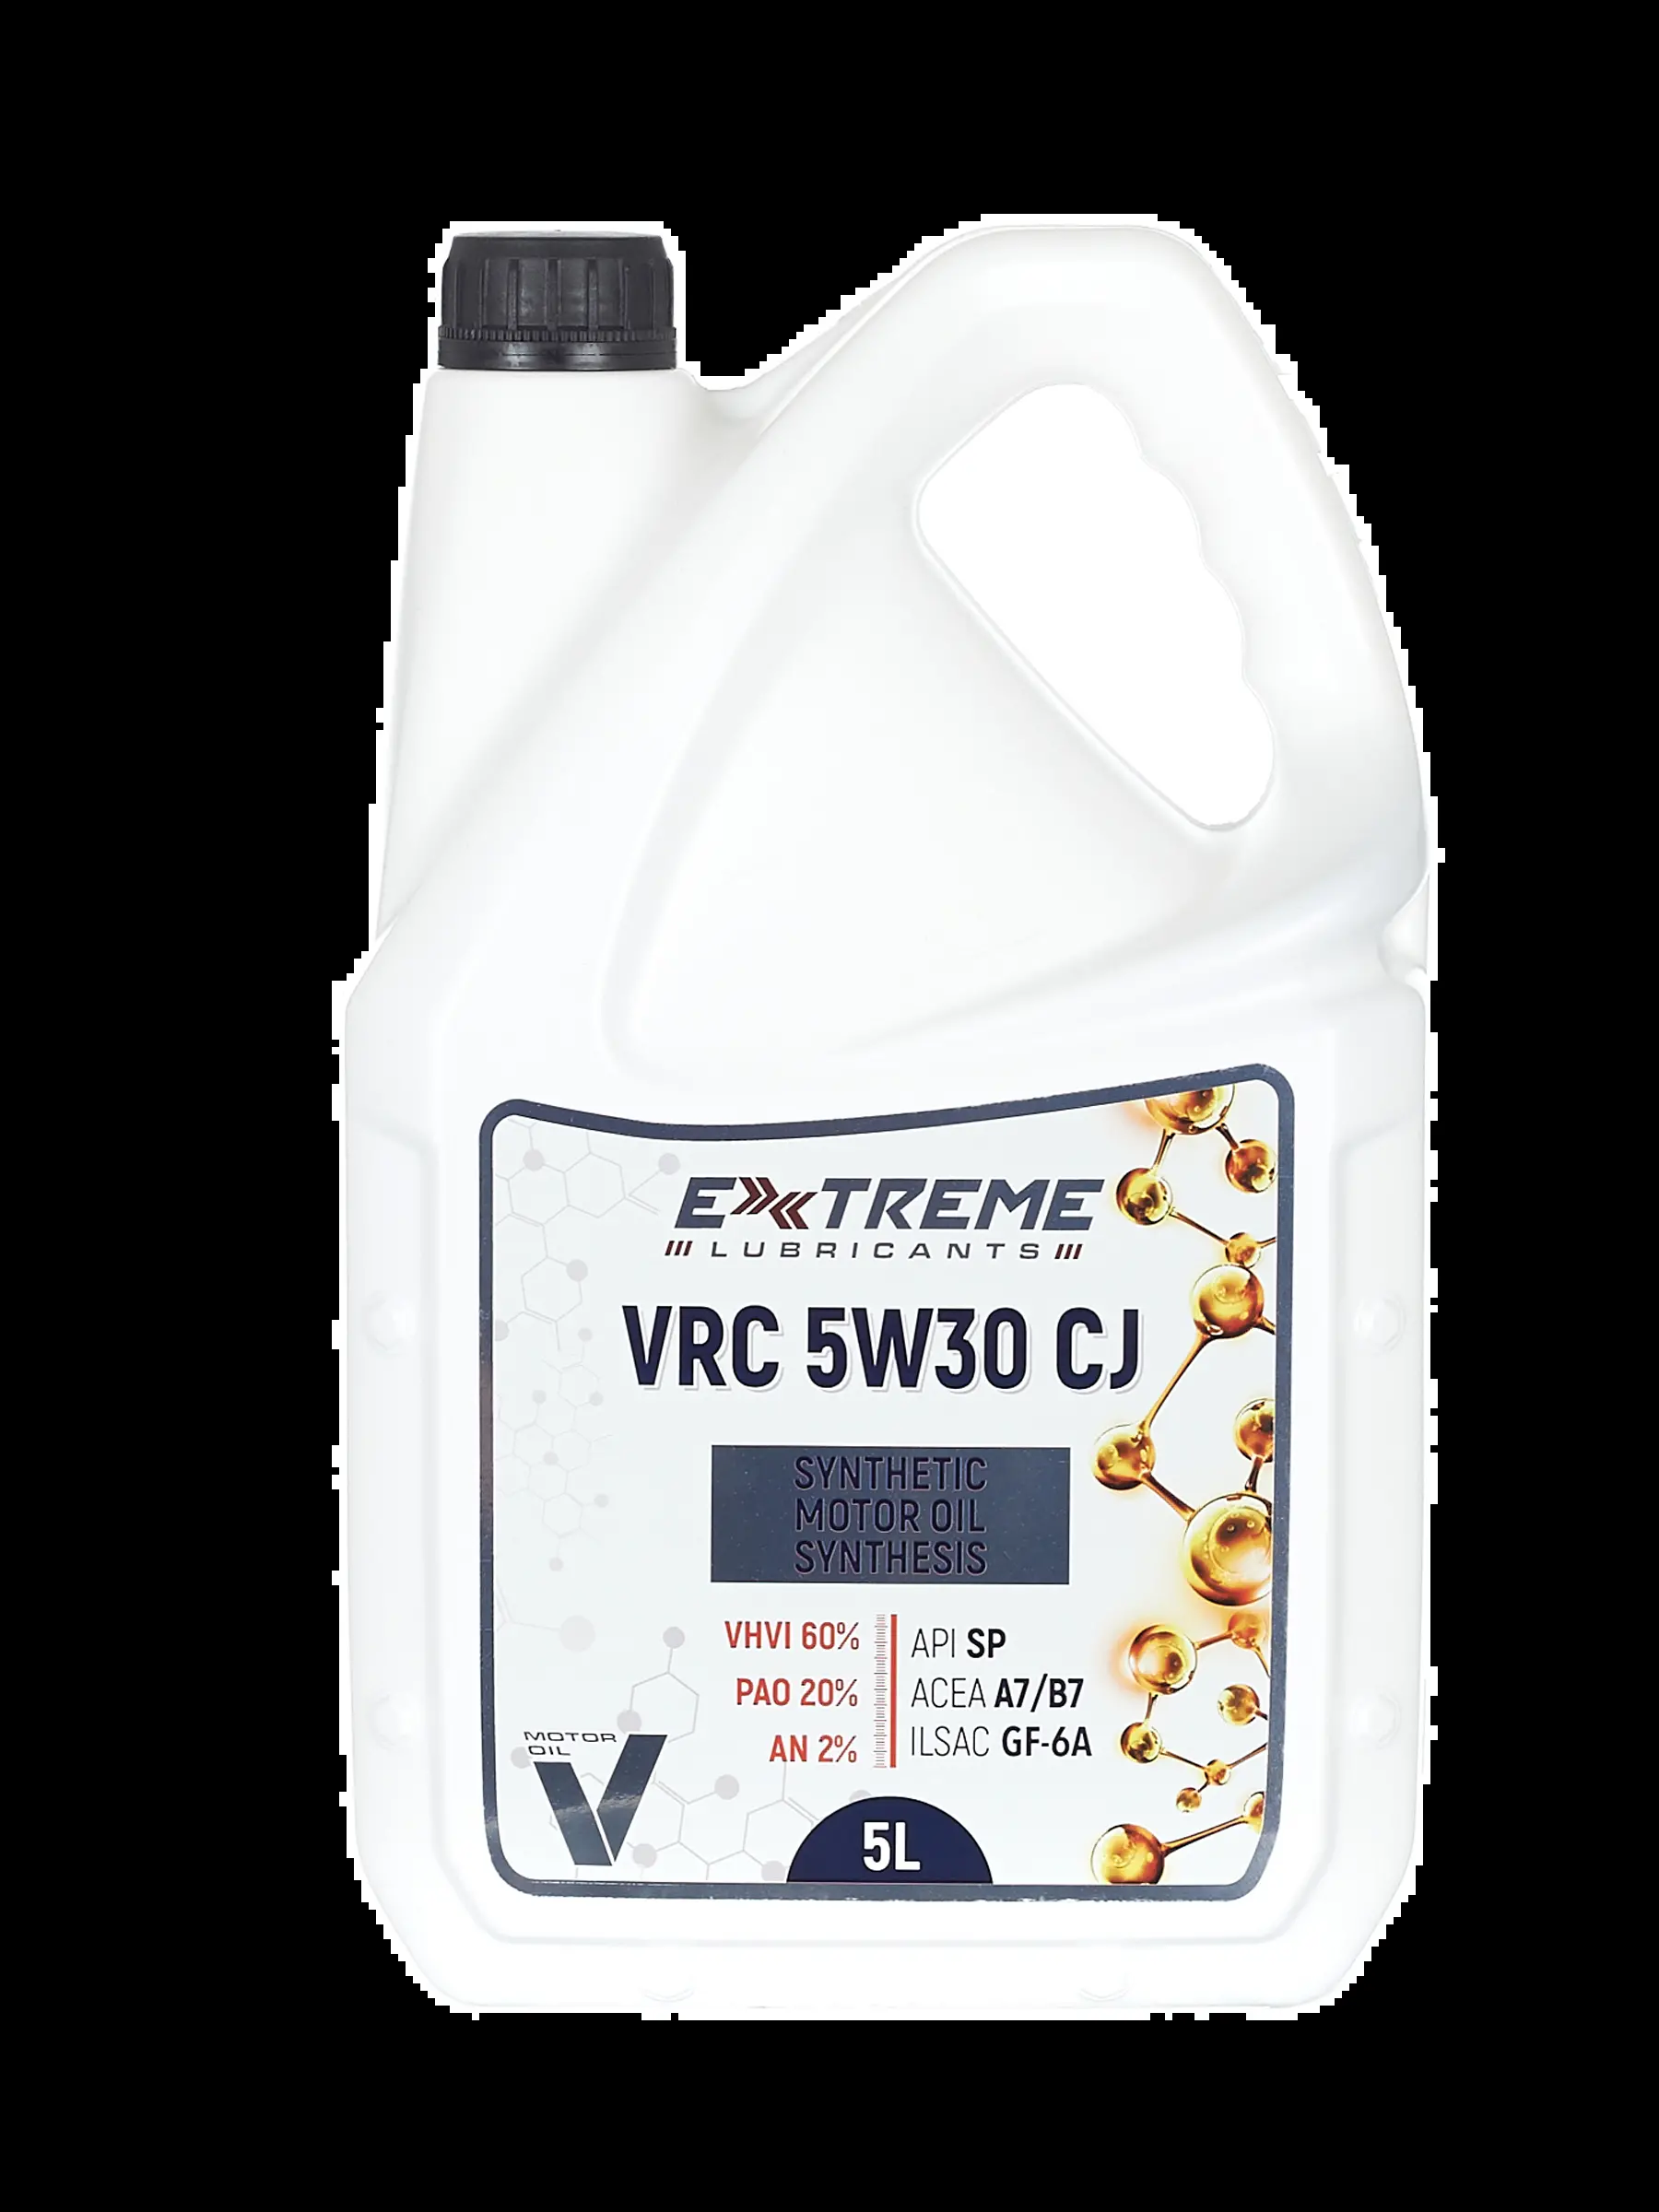 EXTREME
LUBRICANTS
VRC 5W30 CJ
SYNTHETIC
MOTOR OIL
SYNTHESIS
VHVI 60%
PAO 20%
AN 2%
API SP
ACEA A7/B7
ILSAC GF-6A
MOTOR
OIL
V
5L